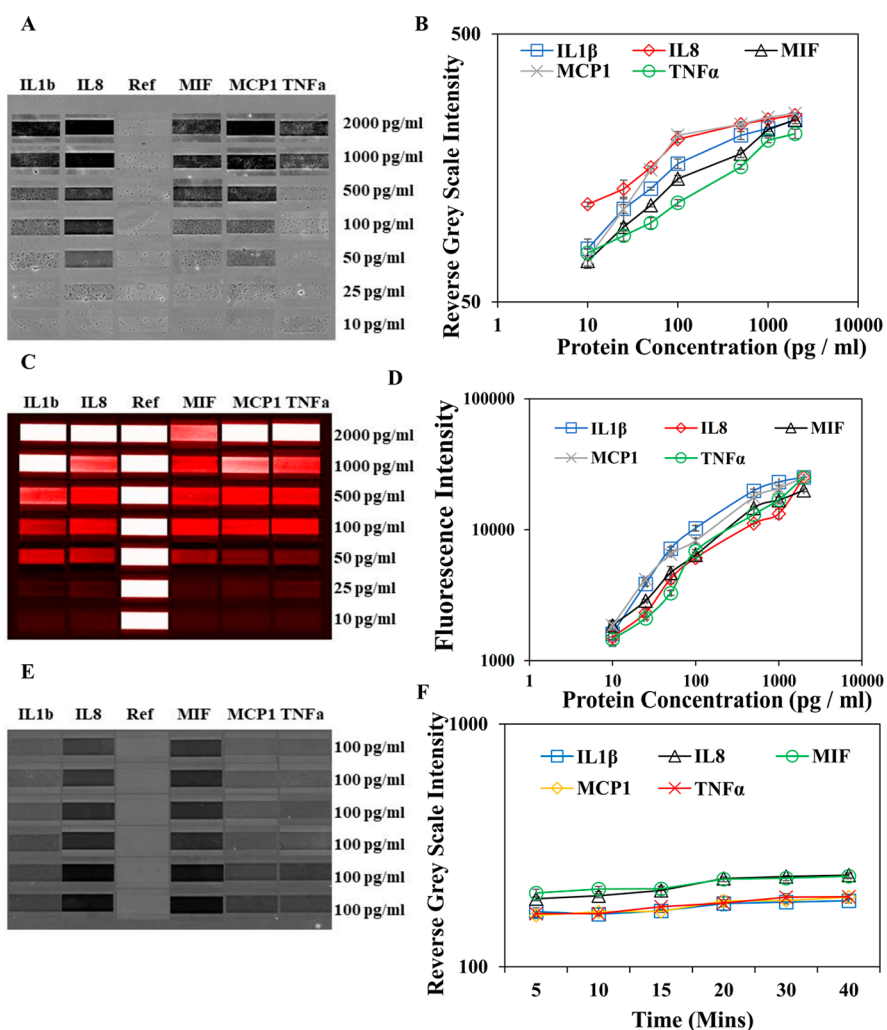 A
IL1b IL8 Ref MIF MCP1 TNFa
2000 pg/ml
1000 pg/ml
500 pg/ml
100 pg/ml
50 pg/ml
25 pg/ml
10 pg/ml
B
500
50
Reverse Grey Scale Intensity
IL1β IL8 MIF
MCP1 TNFα
1 10 100 1000 10000
Protein Concentration (pg / ml)
C
IL1b IL8 Ref MIF MCP1 TNFa
2000 pg/ml
1000 pg/ml
500 pg/ml
100 pg/ml
50 pg/ml
25 pg/ml
10 pg/ml
D
100000
10000
1000
Fluorescence Intensity
IL1β IL8 MIF
MCP1 TNFα
1 10 100 1000 10000
Protein Concentration (pg / ml)
E
IL1b IL8 Ref MIF MCP1 TNFa
100 pg/ml
100 pg/ml
100 pg/ml
100 pg/ml
100 pg/ml
100 pg/ml
F
1000
100
Reverse Grey Scale Intensity
IL1β IL8 MIF
MCP1 TNFα
5 10 15 20 30 40
Time (Mins)